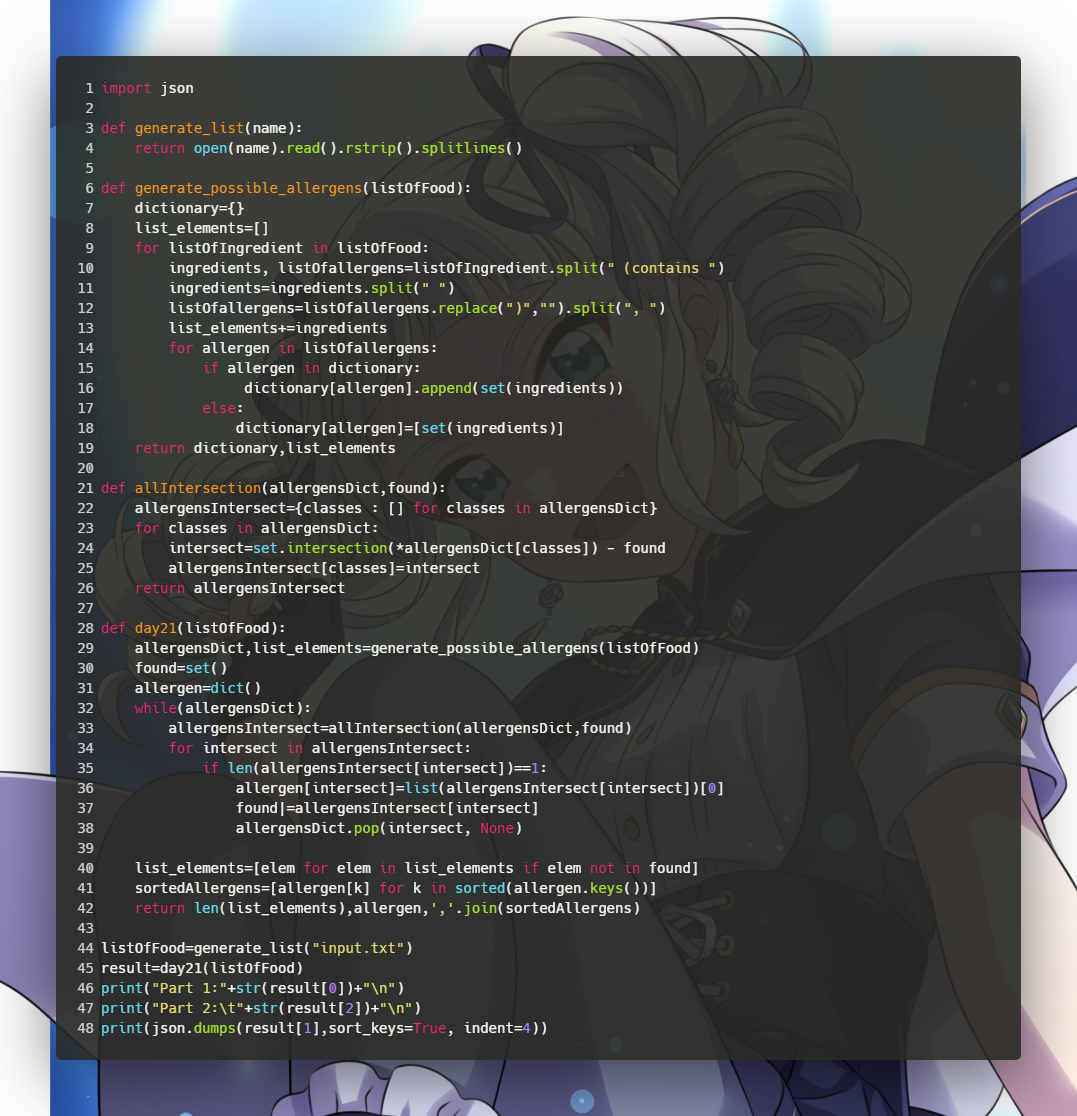 1 import json
2
3 def generate_list(name):
4     return open(name).read().rstrip().splitlines()
5
6 def generate_possible_allergens(listOfFood):
7     dictionary={}
8     list_elements=[]
9     for listOfIngredient in listOfFood:
10         ingredients, listOfallergens=listOfIngredient.split(" (contains ")
11         ingredients=ingredients.split(" ")
12         listOfallergens=listOfallergens.replace(")","").split(", ")
13         list_elements+=ingredients
14         for allergen in listOfallergens:
15             if allergen in dictionary:
16                  dictionary[allergen].append(set(ingredients))
17             else:
18                 dictionary[allergen]=[set(ingredients)]
19     return dictionary,list_elements
20
21 def allIntersection(allergensDict,found):
22     allergensIntersect={classes : [] for classes in allergensDict}
23     for classes in allergensDict:
24         intersect=set.intersection(*allergensDict[classes]) - found
25         allergensIntersect[classes]=intersect
26     return allergensIntersect
27
28 def day21(listOfFood):
29     allergensDict,list_elements=generate_possible_allergens(listOfFood)
30     found=set()
31     allergen=dict()
32     while(allergensDict):
33         allergensIntersect=allIntersection(allergensDict,found)
34         for intersect in allergensIntersect:
35             if len(allergensIntersect[intersect])==1:
36                 allergen[intersect]=list(allergensIntersect[intersect])[0]
37                 found|=allergensIntersect[intersect]
38                 allergensDict.pop(intersect, None)
39
40     list_elements=[elem for elem in list_elements if elem not in found]
41     sortedAllergens=[allergen[k] for k in sorted(allergen.keys())]
42     return len(list_elements),allergen,','.join(sortedAllergens)
43
44 listOfFood=generate_list("input.txt")
45 result=day21(listOfFood)
46 print("Part 1:"+str(result[0])+"\n")
47 print("Part 2:\t"+str(result[2])+"\n")
48 print(json.dumps(result[1],sort_keys=True, indent=4))